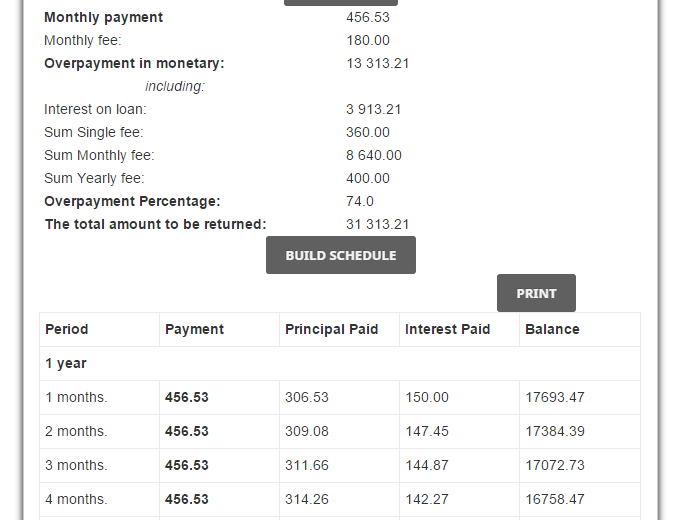 Monthly payment 456.53
Monthly fee: 180.00
Overpayment in monetary: 13 313.21
including:
Interest on loan: 3 913.21
Sum Single fee: 360.00
Sum Monthly fee: 8 640.00
Sum Yearly fee: 400.00
Overpayment Percentage: 74.0
The total amount to be returned: 31 313.21
BUILD SCHEDULE
PRINT
Period Payment Principal Paid Interest Paid Balance
1 year
1 months. 456.53 306.53 150.00 17693.47
2 months. 456.53 309.08 147.45 17384.39
3 months. 456.53 311.66 144.87 17072.73
4 months. 456.53 314.26 142.27 16758.47